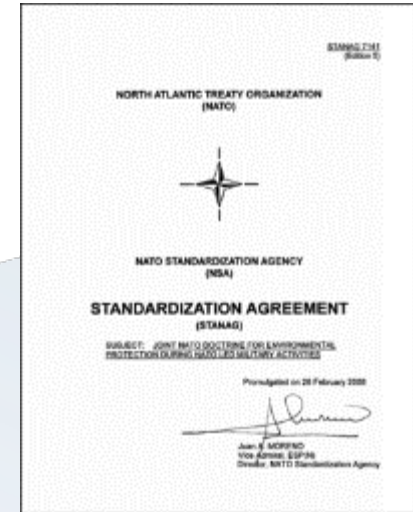 STANAG 7141
(Edition 5)
NORTH ATLANTIC TREATY ORGANIZATION
(NATO)
NATO STANDARDIZATION AGENCY
(NSA)
STANDARDIZATION AGREEMENT
(STANAG)
SUBJECT: JOINT NATO DOCTRINE FOR ENVIRONMENTAL
PROTECTION DURING NATO LED MILITARY ACTIVITIES
Promulgated on 28 February 2008
Juan A. MORENO
Vice Admiral, ESP(N)
Director, NATO Standardization Agency